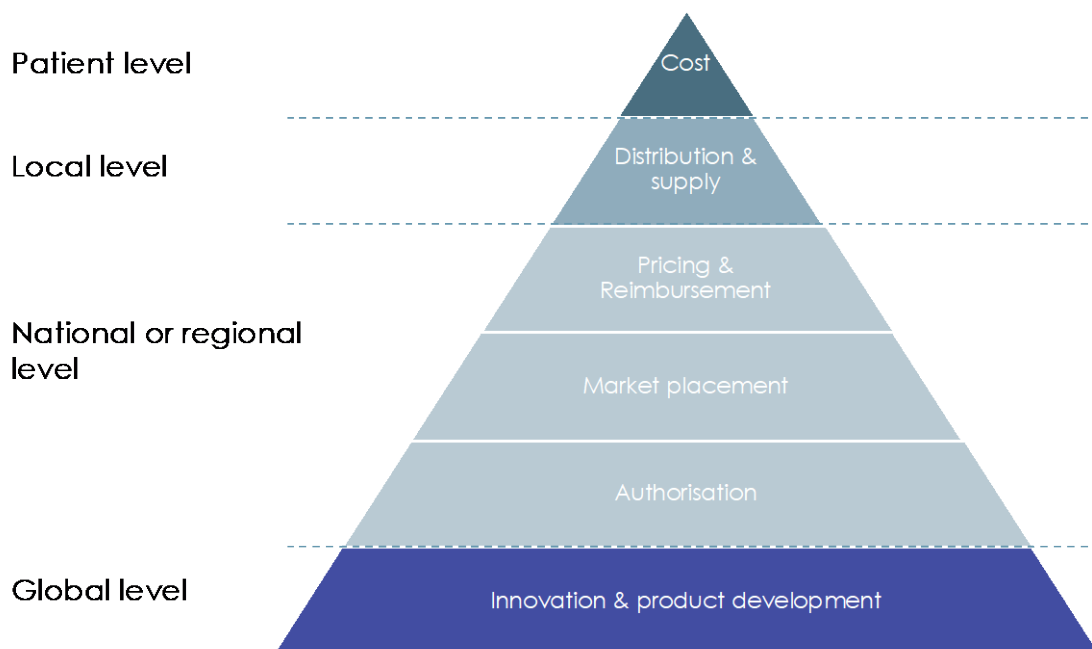 Patient level
Cost
Local level
Distribution &
supply
Pricing &
Reimbursement
National or regional
level
Market placement
Authorisation
Global level
Innovation & product development